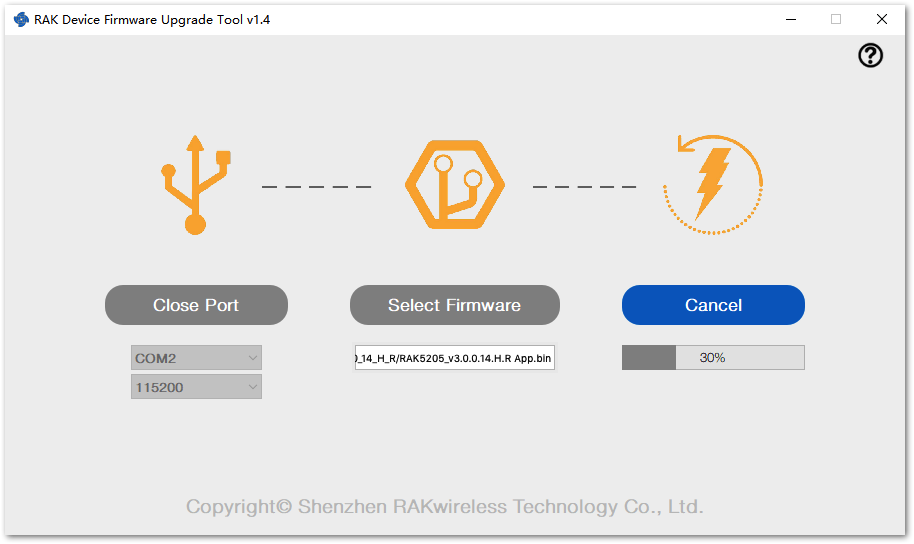 RAK Device Firmware Upgrade Tool v1.4
Close Port
Select Firmware
Cancel
COM2
0_14_H_R/RAK5205_v3.0.0.14.H.R App.bin
30%
115200
Copyright© Shenzhen RAKwireless Technology Co., Ltd.